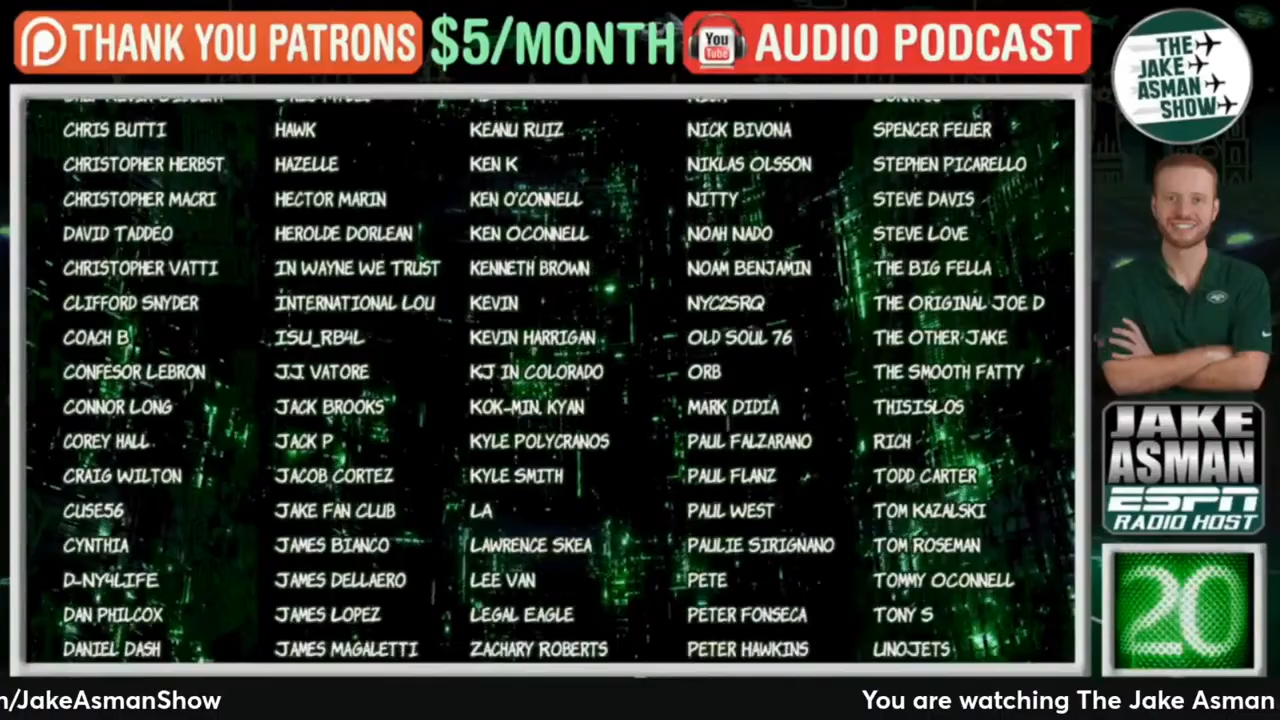 THANK YOU PATRONS $5/MONTH You Tube AUDIO PODCAST
THE JAKE ASMAN SHOW
CHRIS BUTTI HAWK KEANU RUIZ NICK BIVONA SPENCER FEUER
CHRISTOPHER HERBST HAZELLE KEN K NIKLAS OLSSON STEPHEN PICARELLO
CHRISTOPHER MACRI HECTOR MARIN KEN O'CONNELL NITTY STEVE DAVIS
DAVID TADDEO HEROLDE DORLEAN KEN OCONNELL NOAH NADO STEVE LOVE
CHRISTOPHER VATTI IN WAYNE WE TRUST KENNETH BROWN NOAM BENJAMIN THE BIG FELLA
CLIFFORD SNYDER INTERNATIONAL LOU KEVIN NYC2SRQ THE ORIGINAL JOE D
COACH B ISU_RB4L KEVIN HARRIGAN OLD SOUL 76 THE OTHER JAKE
CONFESOR LEBRON J.J. VATORE KJ IN COLORADO ORB THE SMOOTH FATTY
CONNOR LONG JACK BROOKS KOK-MIN. KYAN MARK DIDIA THISISLOS
COREY HALL JACK P KYLE POLYCRANOS PAUL FALZARANO RICH
CRAIG WILTON JACOB CORTEZ KYLE SMITH PAUL FLANZ TODD CARTER
CUSE56 JAKE FAN CLUB LA PAUL WEST TOM KAZALSKI
CYNTHIA JAMES BIANCO LAWRENCE SKEA PAULIE SIRIGNANO TOM ROSEMAN
D-NY4LIFE JAMES DELLAERO LEE VAN PETE TOMMY OCONNELL
DAN PHILCOX JAMES LOPEZ LEGAL EAGLE PETER FONSECA TONY S
DANIEL DASH JAMES MAGALETTI ZACHARY ROBERTS PETER HAWKINS LINOJETS
JAKE
ASMAN
ESPN
RADIO HOST
20
/JakeAsmanShow You are watching The Jake Asman